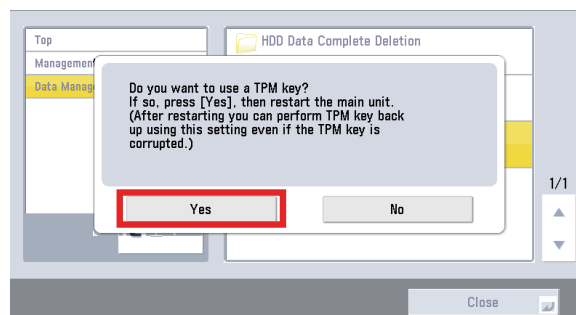 Top
HDD Data Complete Deletion
Managemen
Data Manag
Do you want to use a TPM key?
If so, press [Yes], then restart the main unit.
(After restarting you can perform TPM key back
up using this setting even if the TPM key is
corrupted.)
Yes
No
1/1
Close